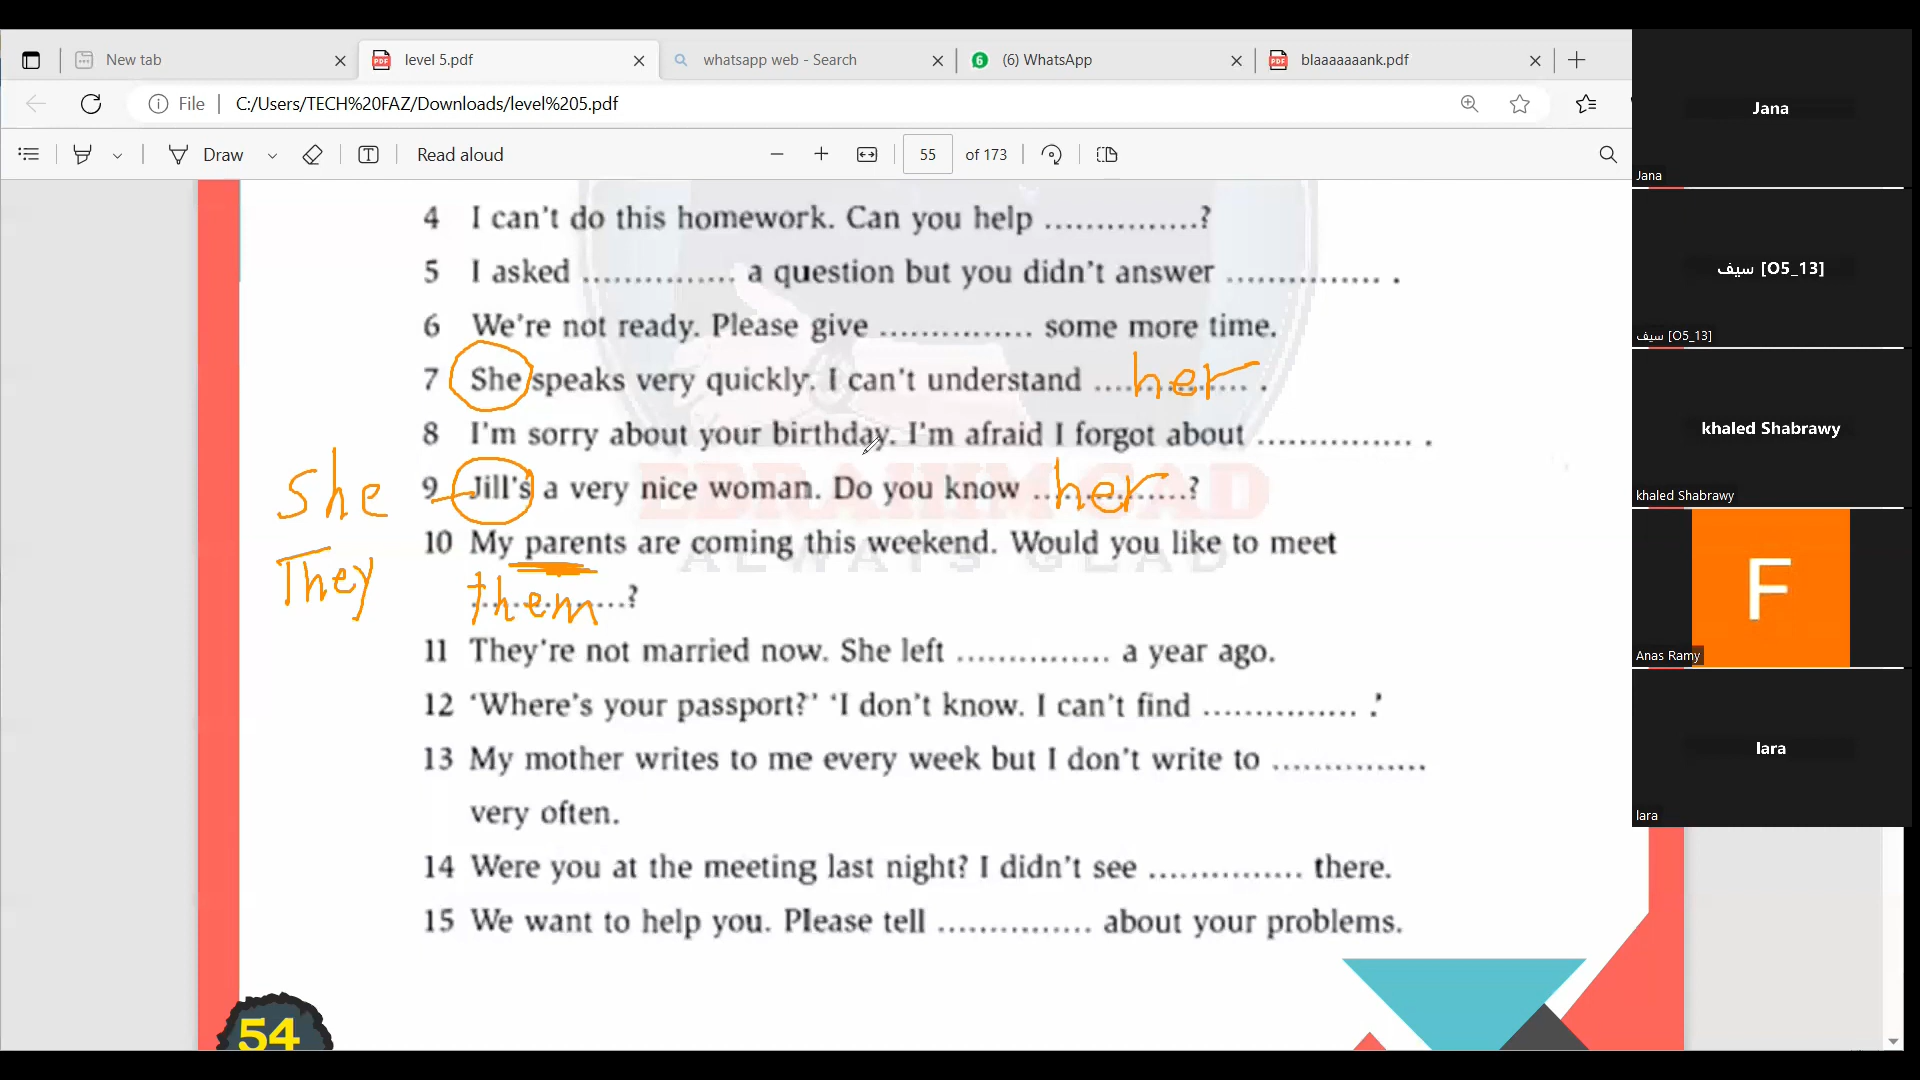 New tab
level 5.pdf
whatsapp web - Search
6
(6) WhatsApp
blaaaaaaank.pdf
File
C:/Users/TECH%20FAZ/Downloads/level%205.pdf
Draw
Read aloud
55
of 173
4 I can't do this homework. Can you help ...............?
5 I asked ............... a question but you didn't answer ............... .
6 We're not ready. Please give ............... some more time.
7 She speaks very quickly. I can't understand ............... .
her
8 I'm sorry about your birthday. I'm afraid I forgot about ............... .
She
9 Jill's a very nice woman. Do you know ...............?
her
EBRAHIM GAD
10 My parents are coming this weekend. Would you like to meet
ALWAYS GLAD
They
...............?
them
11 They're not married now. She left ............... a year ago.
12 'Where's your passport?' 'I don't know. I can't find ............... .'
13 My mother writes to me every week but I don't write to ...............
very often.
14 Were you at the meeting last night? I didn't see ............... there.
15 We want to help you. Please tell ............... about your problems.
54
Jana
Jana
سيف [O5_13]
سيف [O5_13]
khaled Shabrawy
khaled Shabrawy
F
Anas Ramy
lara
lara